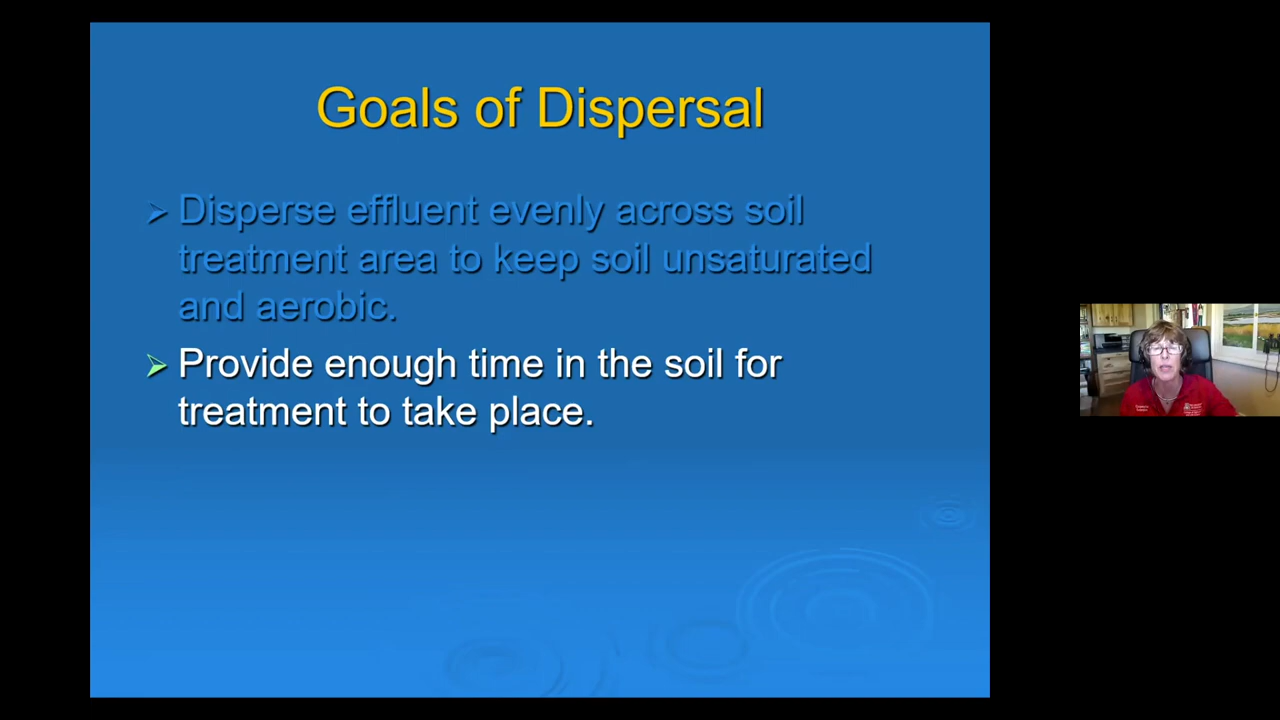 Goals of Dispersal
Disperse effluent evenly across soil
treatment area to keep soil unsaturated
and aerobic.
Provide enough time in the soil for
treatment to take place.